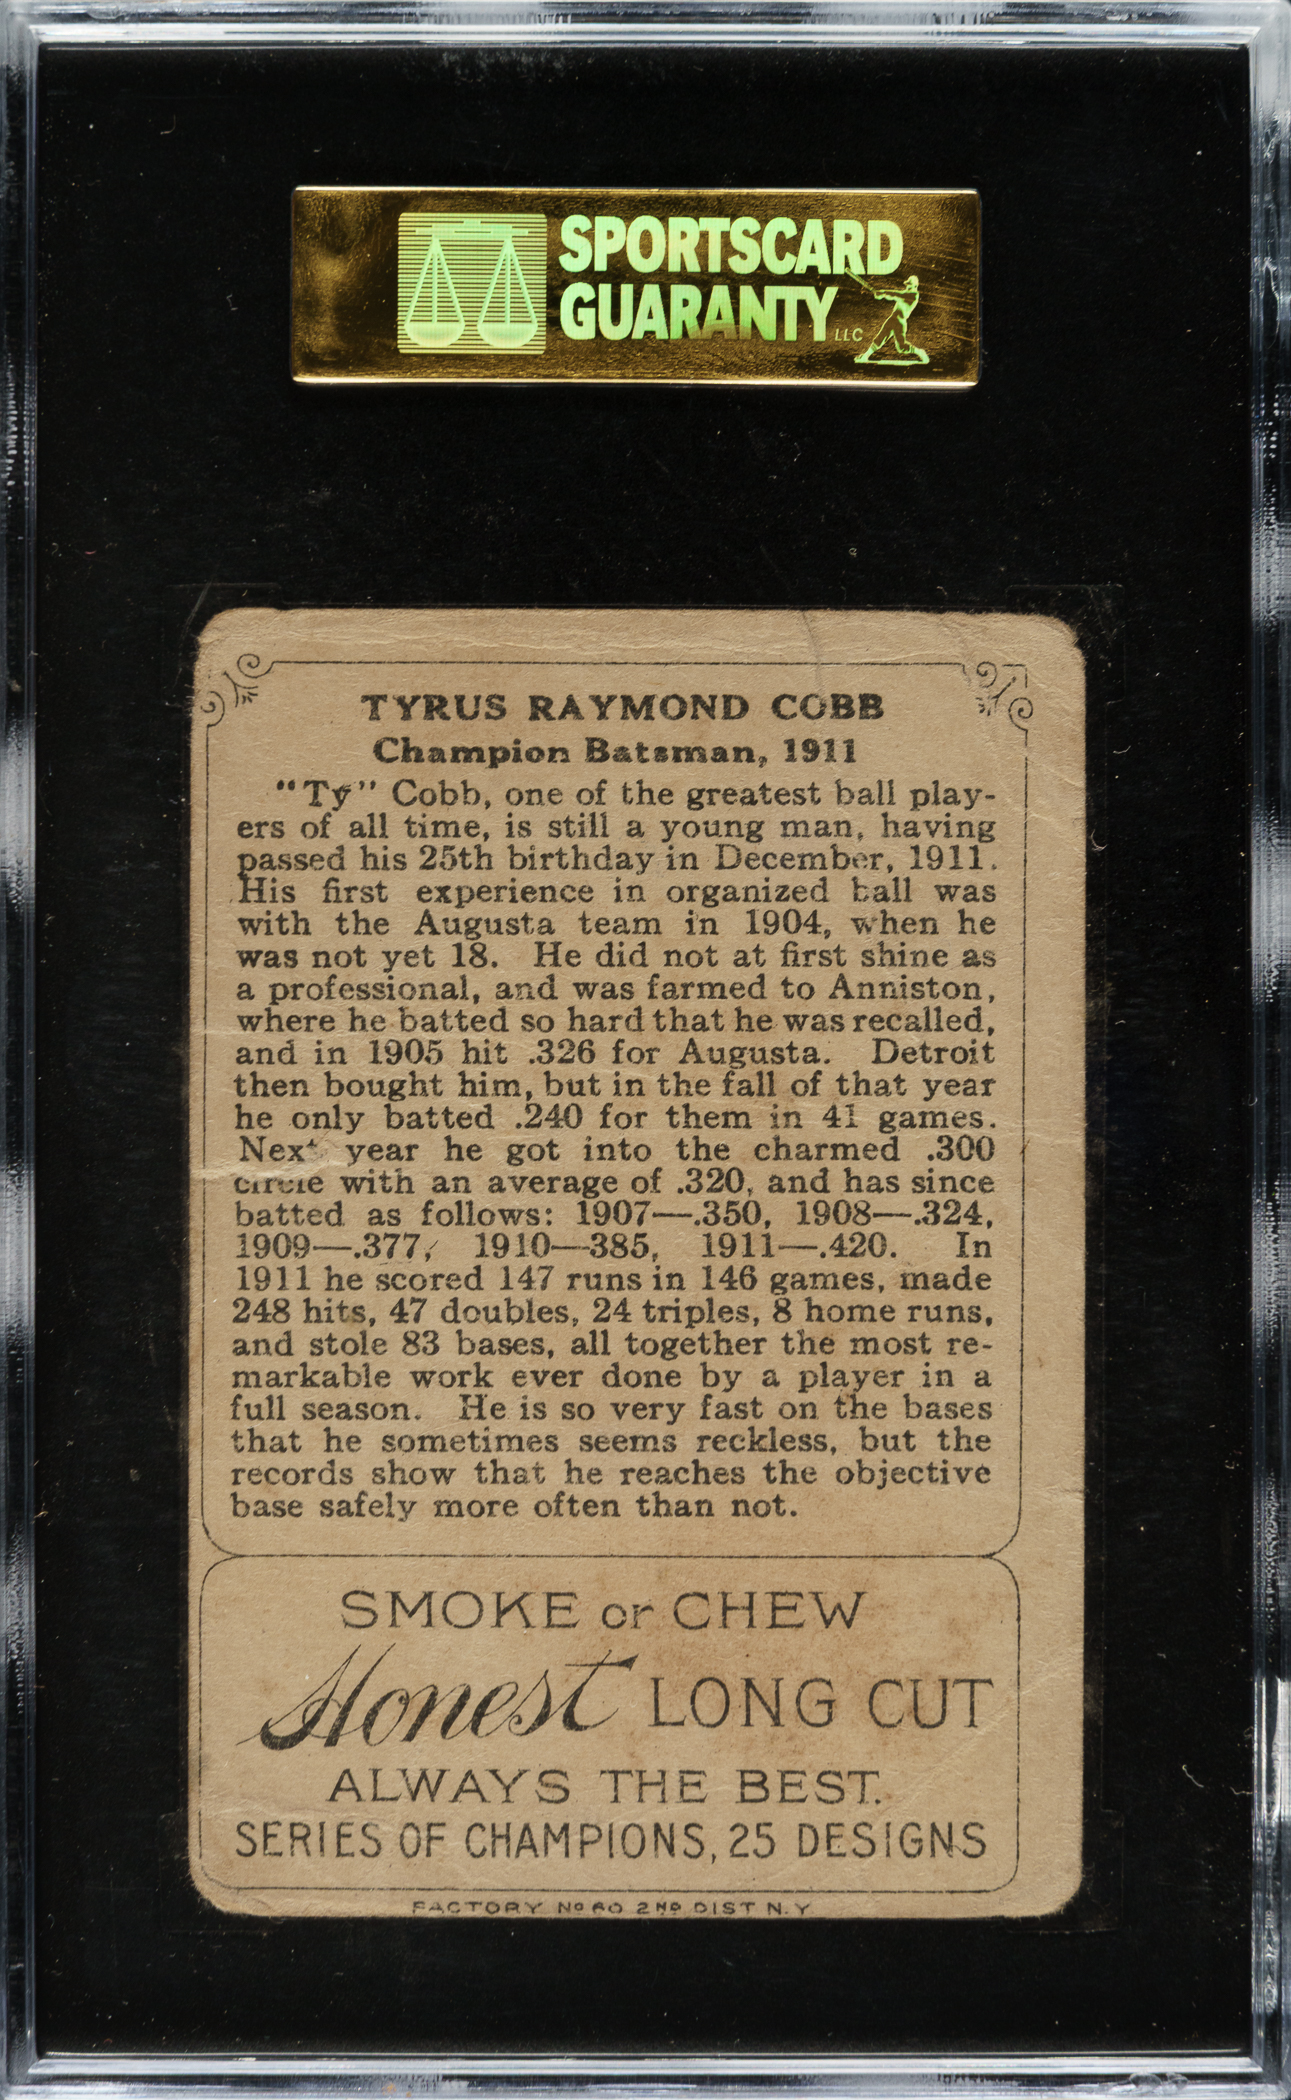 SPORTSCARD
GUARANTY LLC
TYRUS RAYMOND COBB
Champion Batsman, 1911
"Ty" Cobb, one of the greatest ball play-
ers of all time, is still a young man, having
passed his 25th birthday in December, 1911.
His first experience in organized ball was
with the Augusta team in 1904, when he
was not yet 18. He did not at first shine as
a professional, and was farmed to Anniston,
where he batted so hard that he was recalled,
and in 1905 hit .326 for Augusta. Detroit
then bought him, but in the fall of that year
he only batted .240 for them in 41 games.
Next year he got into the charmed .300
circle with an average of .320, and has since
batted as follows: 1907—.350, 1908—.324,
1909—.377, 1910—385, 1911—.420. In
1911 he scored 147 runs in 146 games, made
248 hits, 47 doubles, 24 triples, 8 home runs,
and stole 83 bases, all together the most re-
markable work ever done by a player in a
full season. He is so very fast on the bases
that he sometimes seems reckless, but the
records show that he reaches the objective
base safely more often than not.
SMOKE or CHEW
Honest LONG CUT
ALWAYS THE BEST.
SERIES OF CHAMPIONS, 25 DESIGNS
FACTORY No 60 2ND DIST N.Y